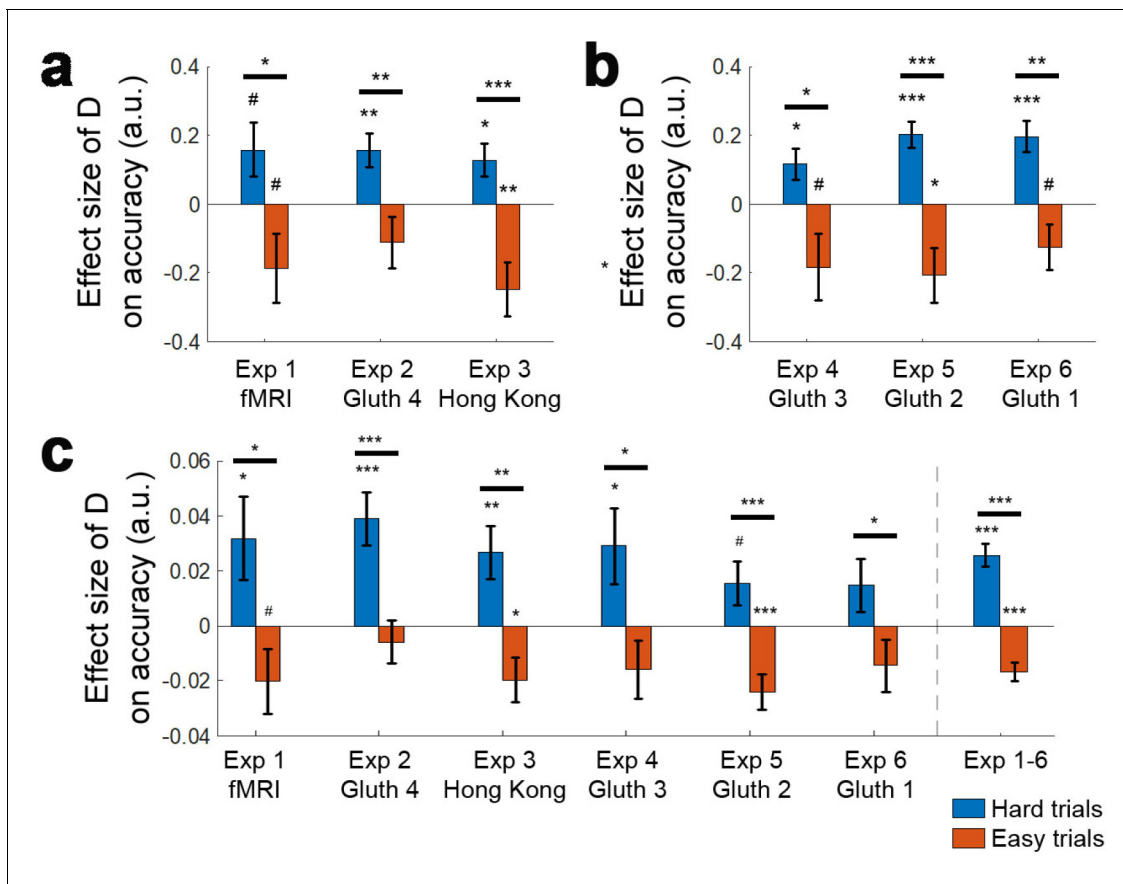 a
Effect size of D
on accuracy (a.u.)
0.4
0.2
0
-0.2
-0.4
*
#
#
**
**
***
*
**
Exp 1
fMRI
Exp 2
Gluth 4
Exp 3
Hong Kong
b
* Effect size of D
on accuracy (a.u.)
0.4
0.2
0
-0.2
-0.4
*
*
#
***
***
*
**
***
#
Exp 4
Gluth 3
Exp 5
Gluth 2
Exp 6
Gluth 1
c
Effect size of D
on accuracy (a.u.)
0.06
0.04
0.02
0
-0.02
-0.04
*
*
#
***
***
**
**
*
*
*
***
#
***
*
***
***
***
Exp 1
fMRI
Exp 2
Gluth 4
Exp 3
Hong Kong
Exp 4
Gluth 3
Exp 5
Gluth 2
Exp 6
Gluth 1
Exp 1-6
Hard trials
Easy trials